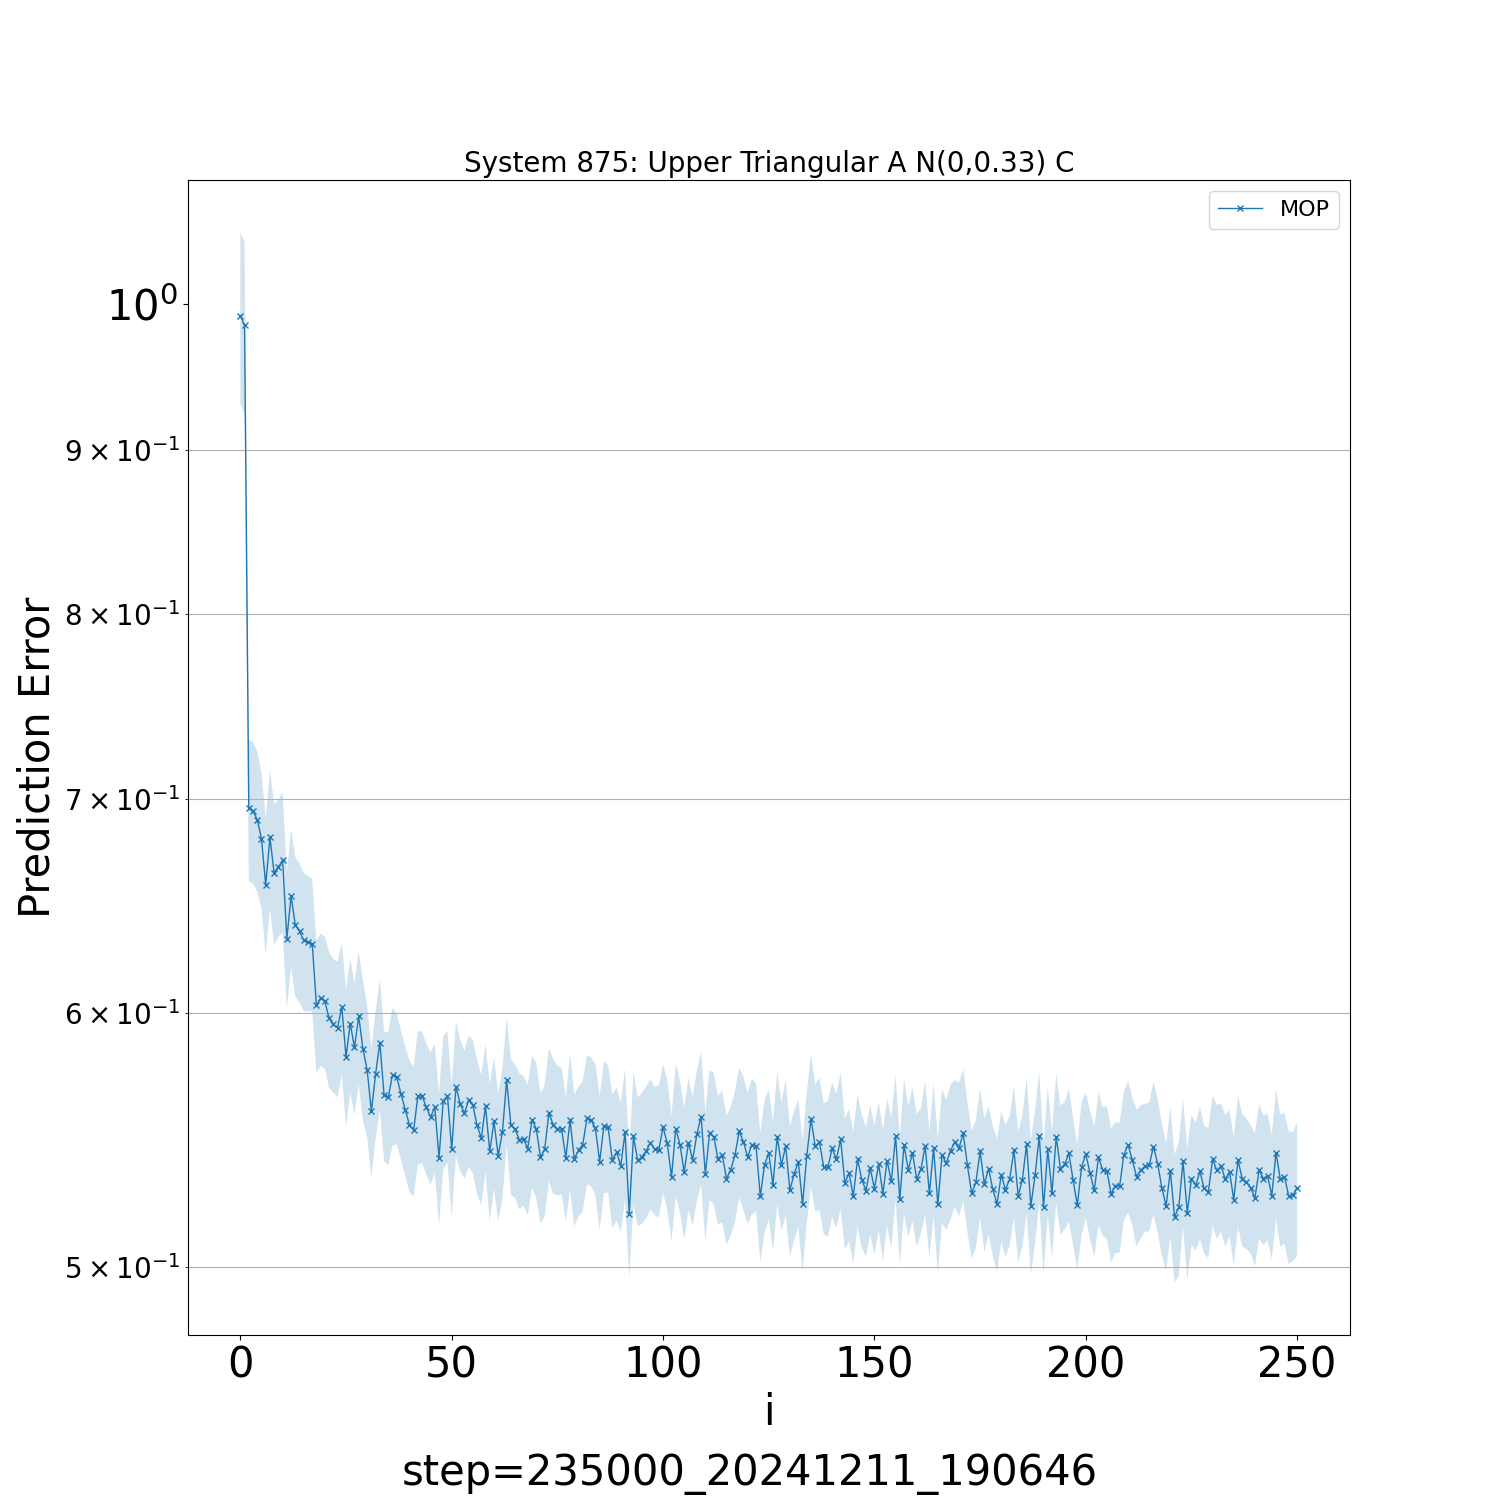 System 875: Upper Triangular A N(0,0.33) C
MOP
10⁰
9 × 10⁻¹
8 × 10⁻¹
7 × 10⁻¹
6 × 10⁻¹
5 × 10⁻¹
Prediction Error
0 50 100 150 200 250
i
step=235000_20241211_190646